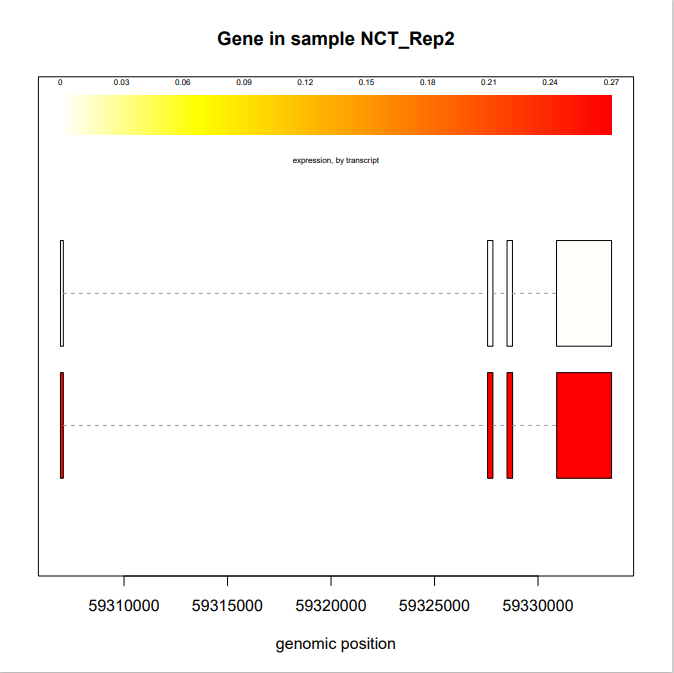 Gene in sample NCT_Rep2
0 0.03 0.06 0.09 0.12 0.15 0.18 0.21 0.24 0.27
expression, by transcript
59310000 59315000 59320000 59325000 59330000
genomic position